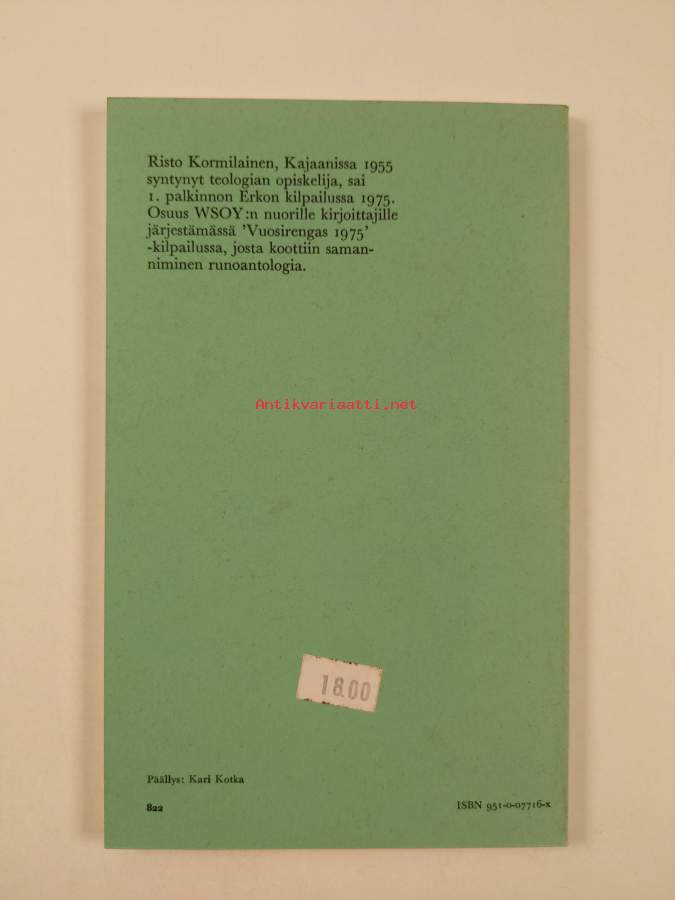 Risto Kormilainen, Kajaanissa 1955
syntynyt teologian opiskelija, sai
1. palkinnon Erkon kilpailussa 1975.
Osuus WSOY:n nuorille kirjoittajille
järjestämässä 'Vuosirengas 1975'
-kilpailussa, josta koottiin saman-
niminen runoantologia.
Antikvariaatti.net
18.00
Päällys: Kari Kotka
822
ISBN 951-0-07716-x